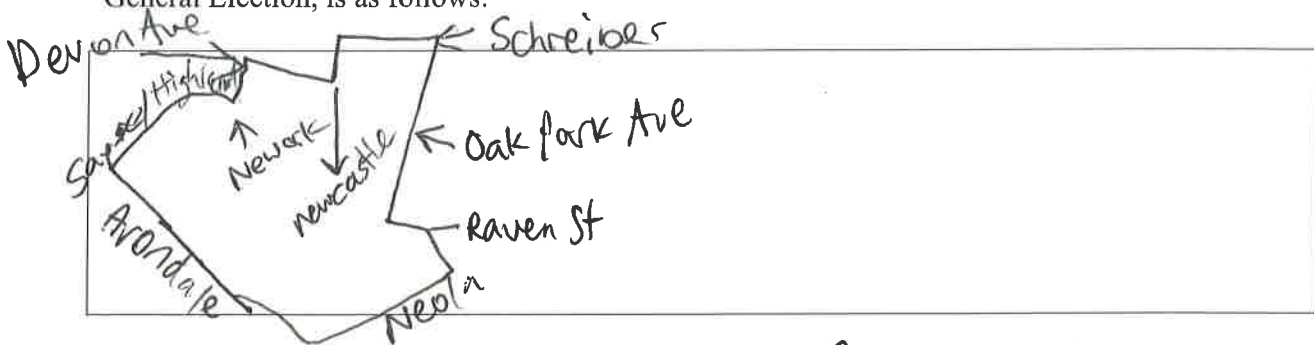 General Election, is as follows:
Devon Ave
Schreiber
Newark
newcastle
Oak Park Ave
Raven St
Avondale
Neola